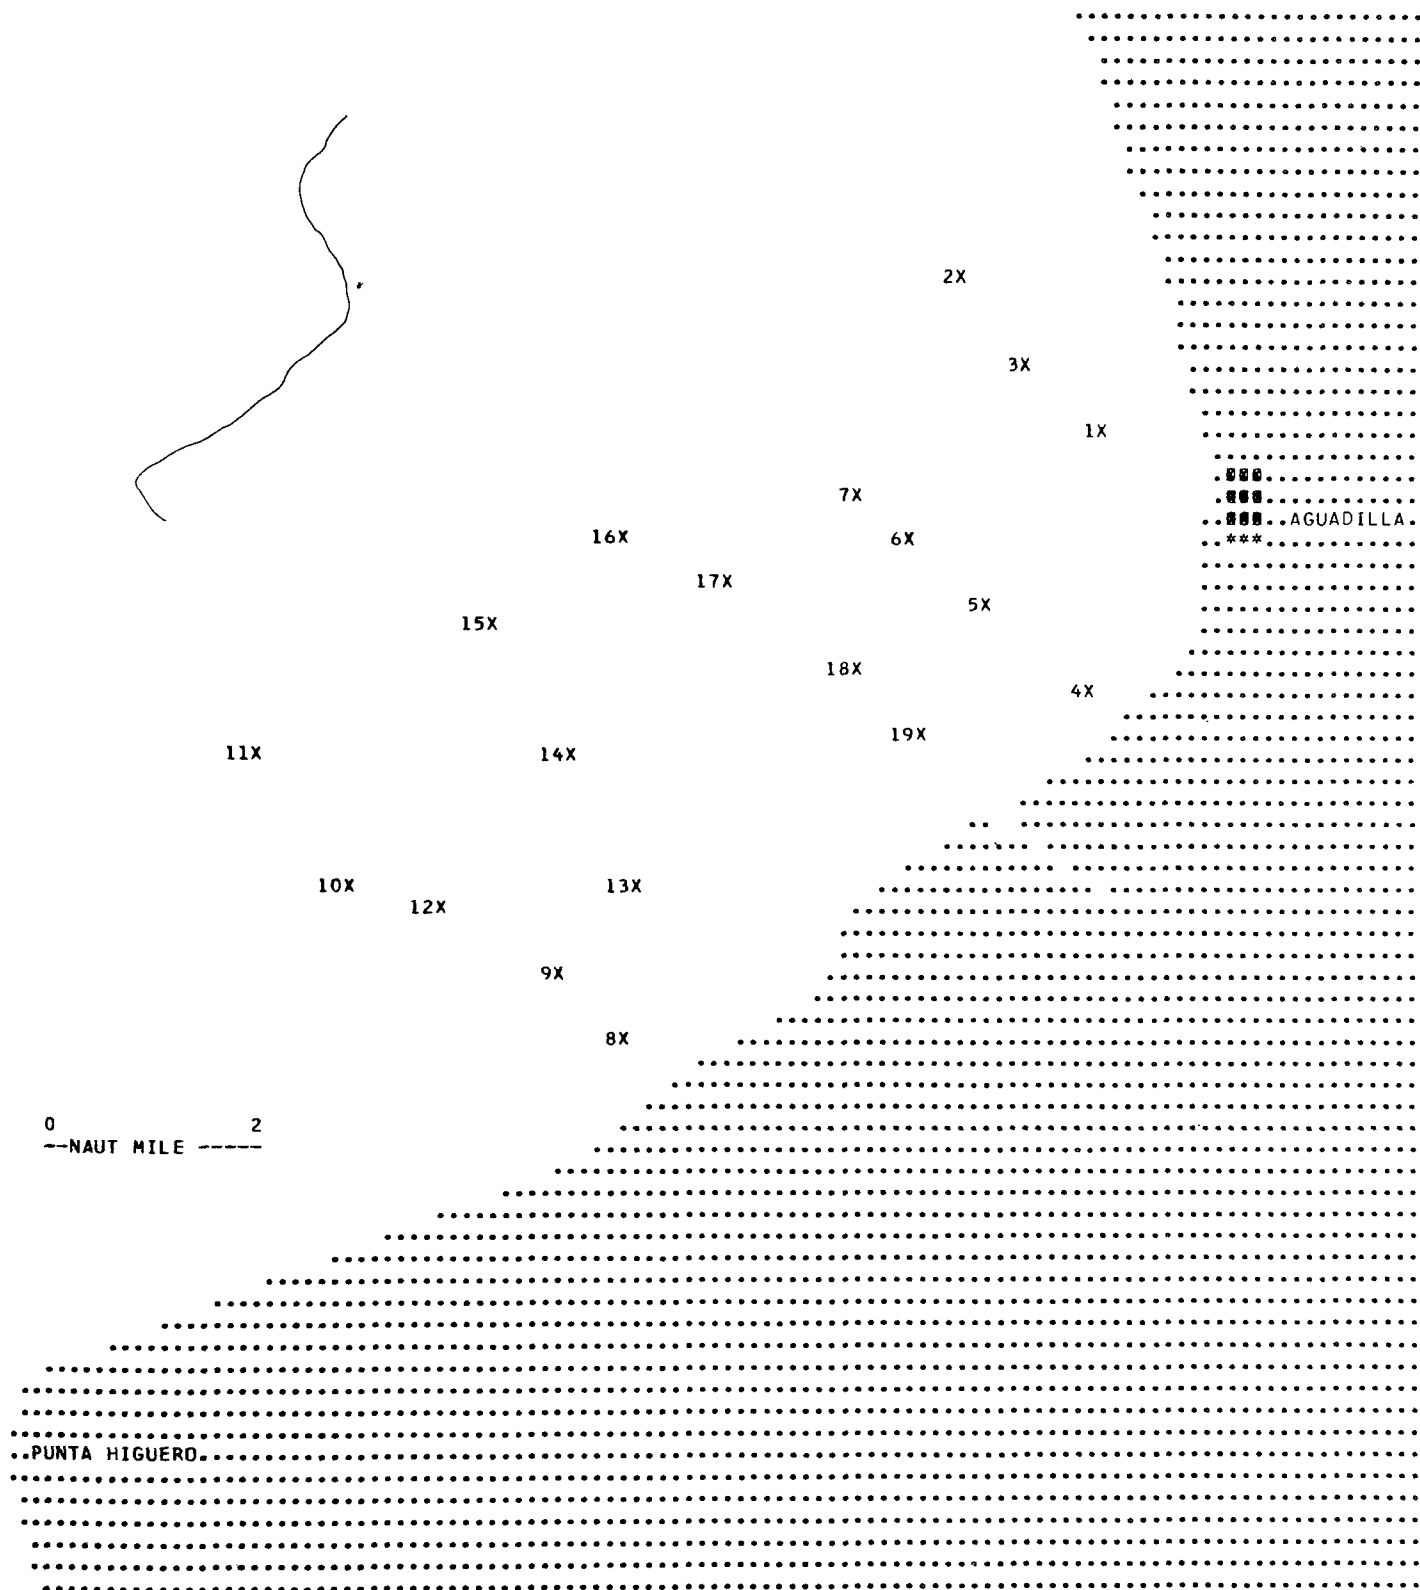 2X
3X
1X
7X
AGUADILLA
16X 6X
***
17X
5X
15X
18X
4X
19X
11X 14X
10X 13X
12X
9X
8X
0 2
--NAUT MILE -----
PUNTA HIGUERO